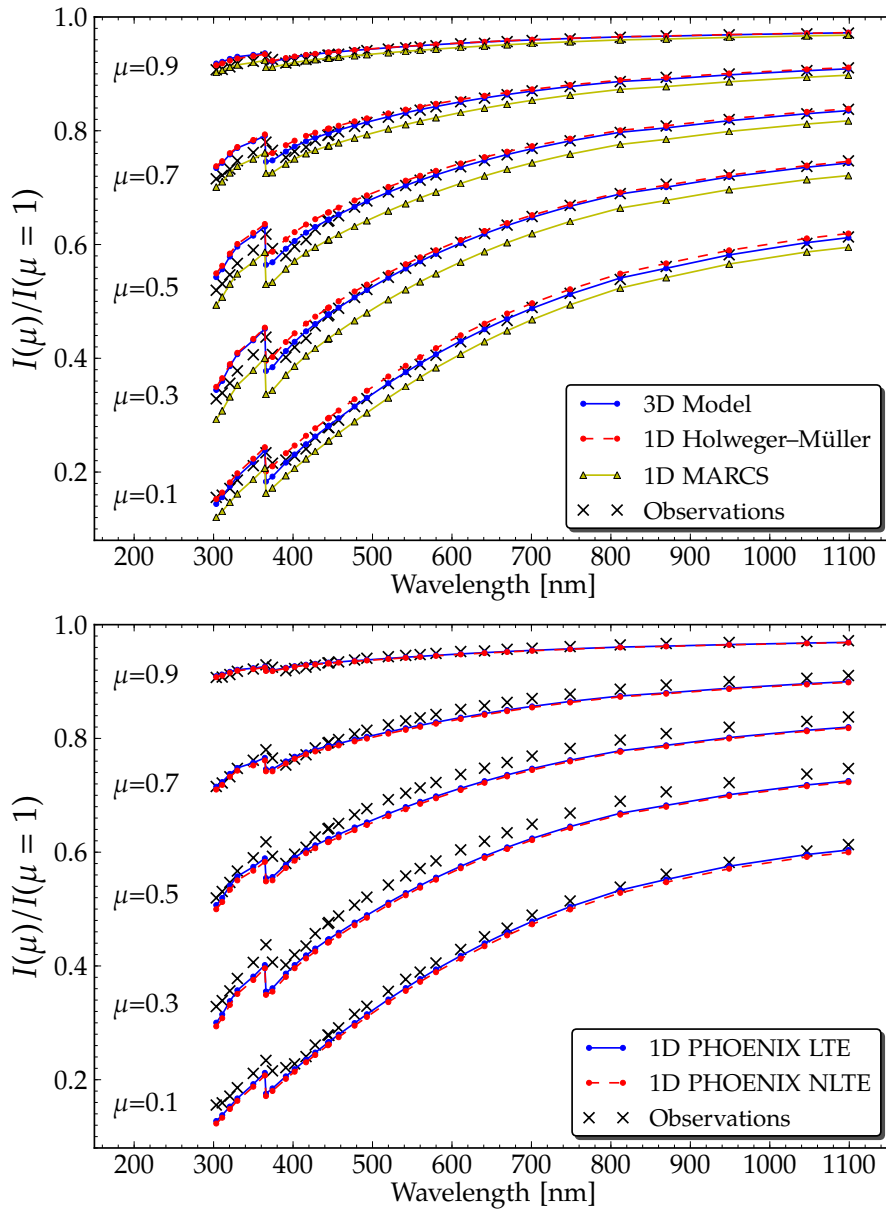 1.0
μ=0.9
0.8
μ=0.7
I(μ)/I(μ = 1)
0.6
μ=0.5
0.4
μ=0.3
0.2
μ=0.1
3D Model
1D Holweger–Müller
1D MARCS
Observations
200 300 400 500 600 700 800 900 1000 1100
Wavelength [nm]
1.0
μ=0.9
0.8
μ=0.7
I(μ)/I(μ = 1)
0.6
μ=0.5
0.4
μ=0.3
0.2
μ=0.1
1D PHOENIX LTE
1D PHOENIX NLTE
Observations
200 300 400 500 600 700 800 900 1000 1100
Wavelength [nm]